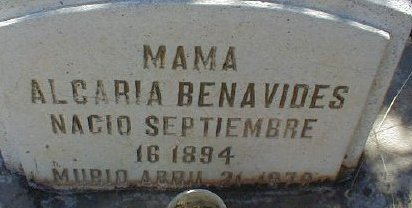 MAMA
ALCARIA BENAVIDES
NACIO SEPTIEMBRE
16 1894
MURIO ABRIL 21